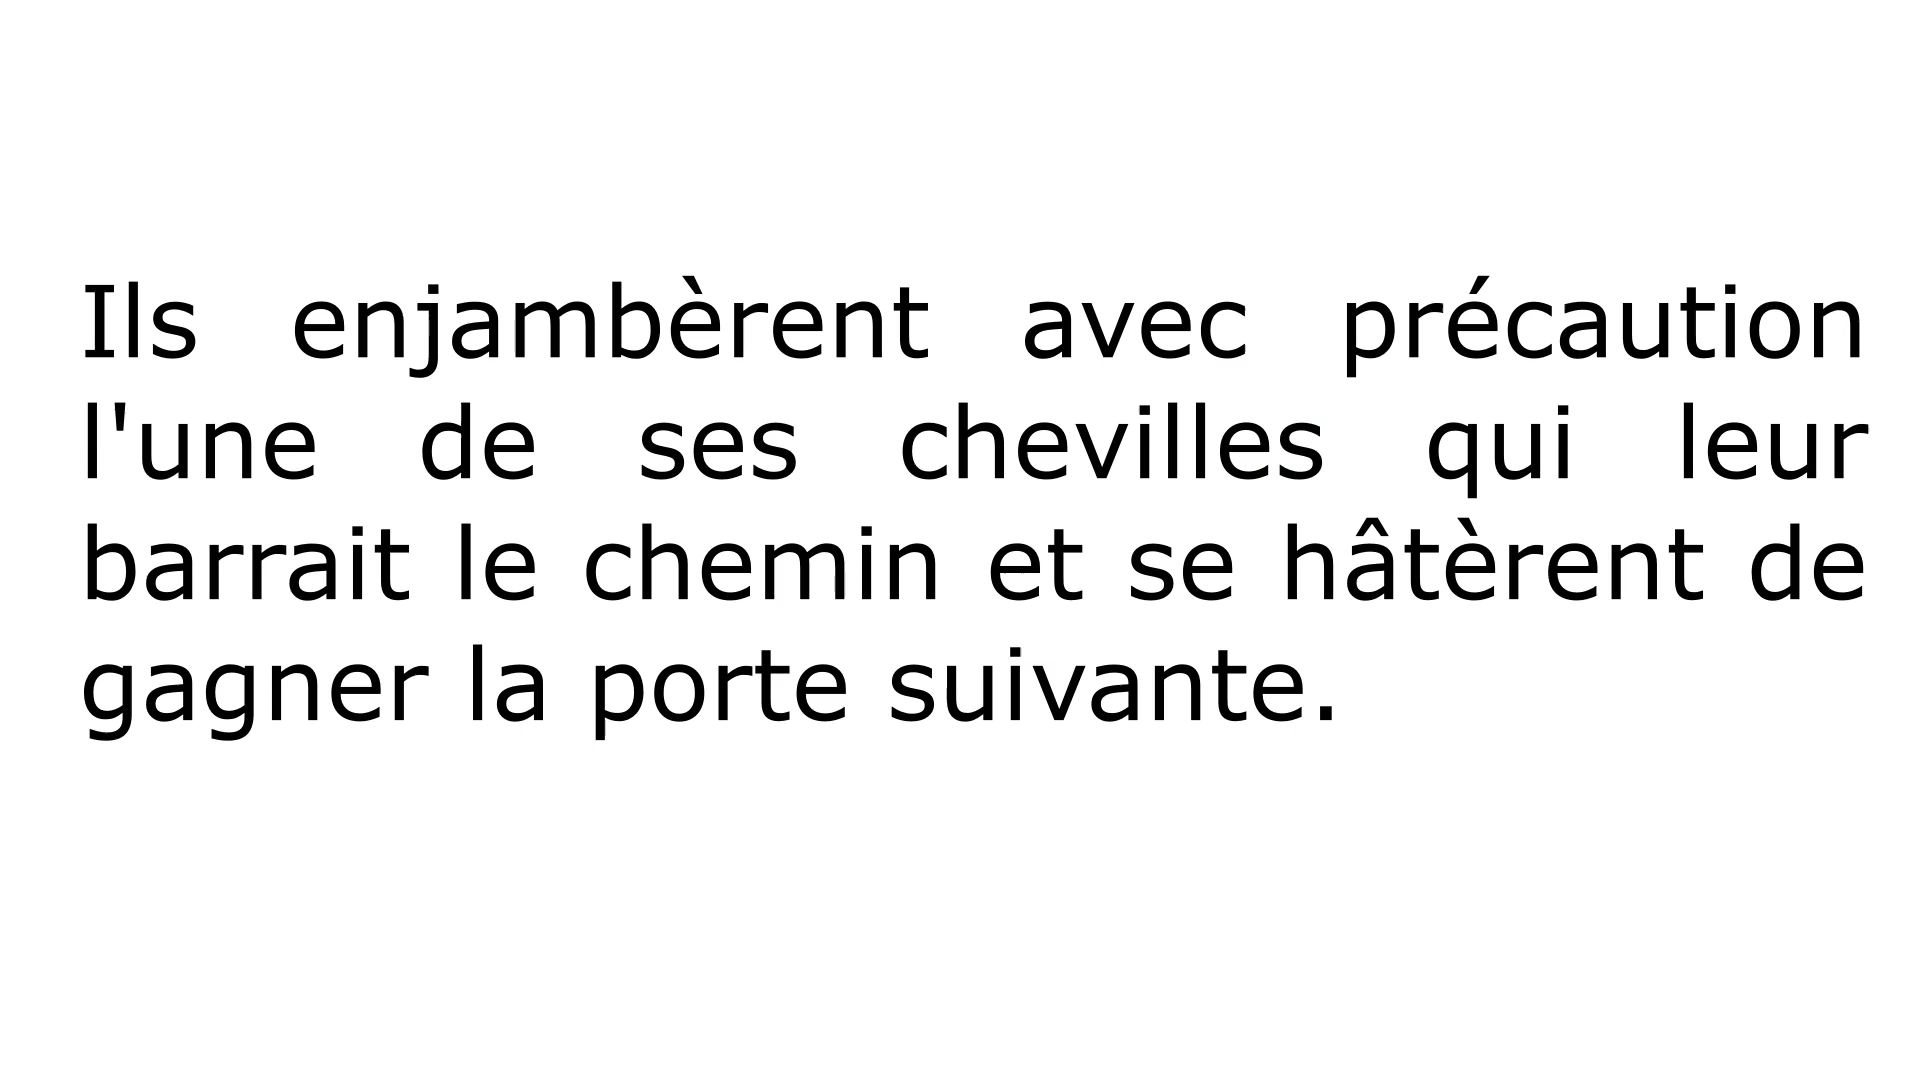 Ils enjambèrent avec précaution
l'une de ses chevilles qui leur
barrait le chemin et se hâtèrent de
gagner la porte suivante.